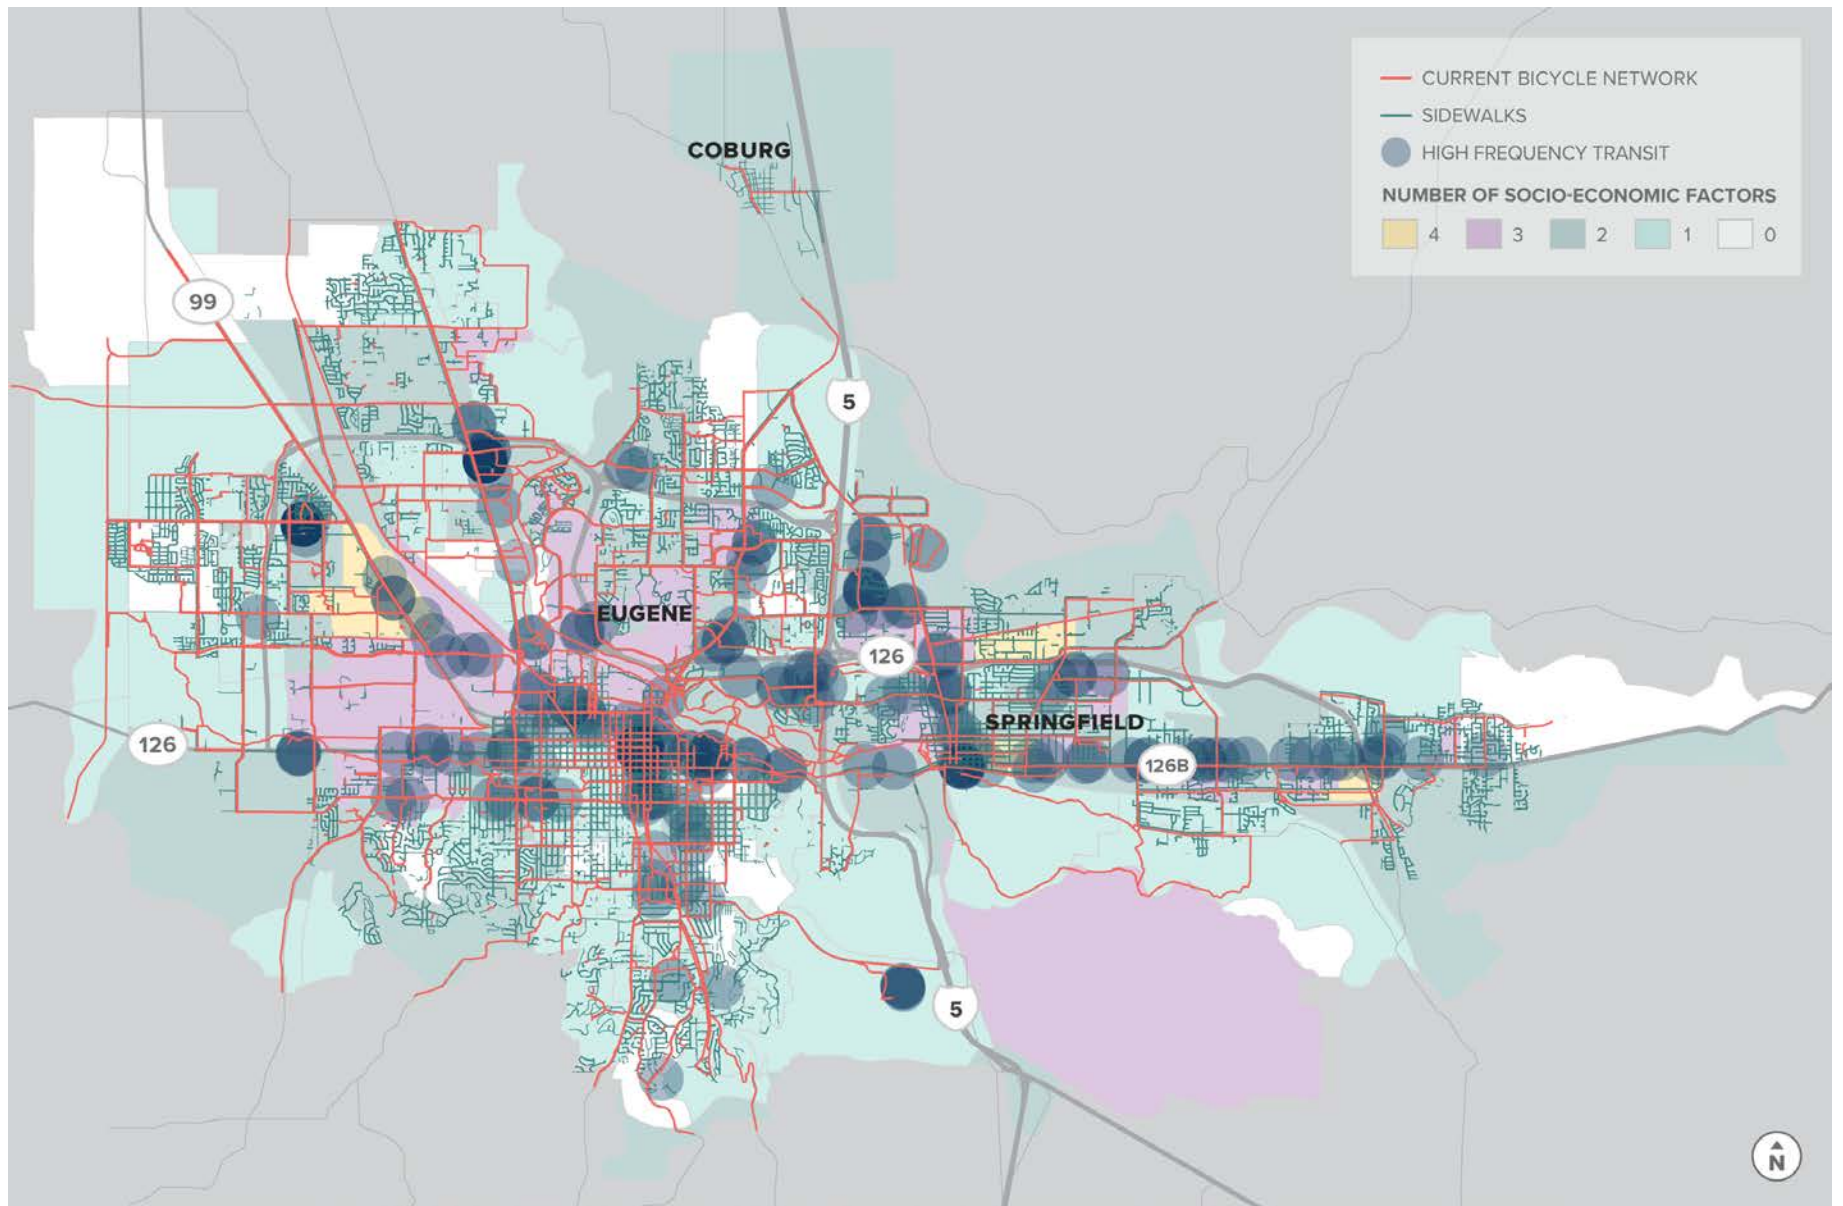 CURRENT BICYCLE NETWORK
SIDEWALKS
HIGH FREQUENCY TRANSIT
NUMBER OF SOCIO-ECONOMIC FACTORS
4 3 2 1 0
COBURG
99
5
EUGENE
126
SPRINGFIELD
126
126B
5
N